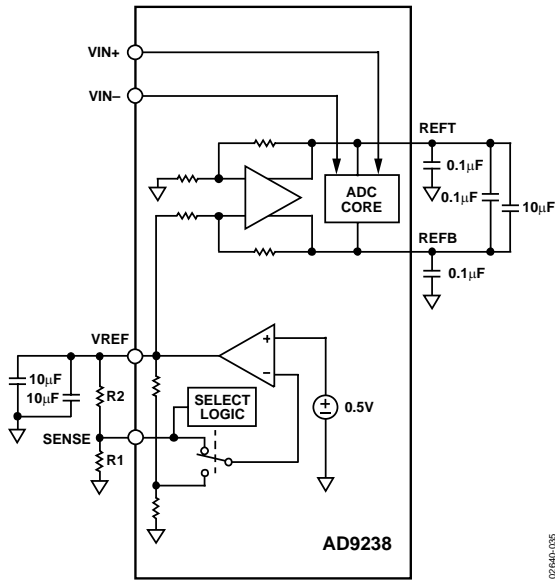 VIN+
VIN–
REFT
0.1µF
ADC
CORE
0.1µF
10µF
REFB
0.1µF
VREF
10µF
10µF
R2
SELECT
LOGIC
0.5V
SENSE
R1
AD9238
02640-035